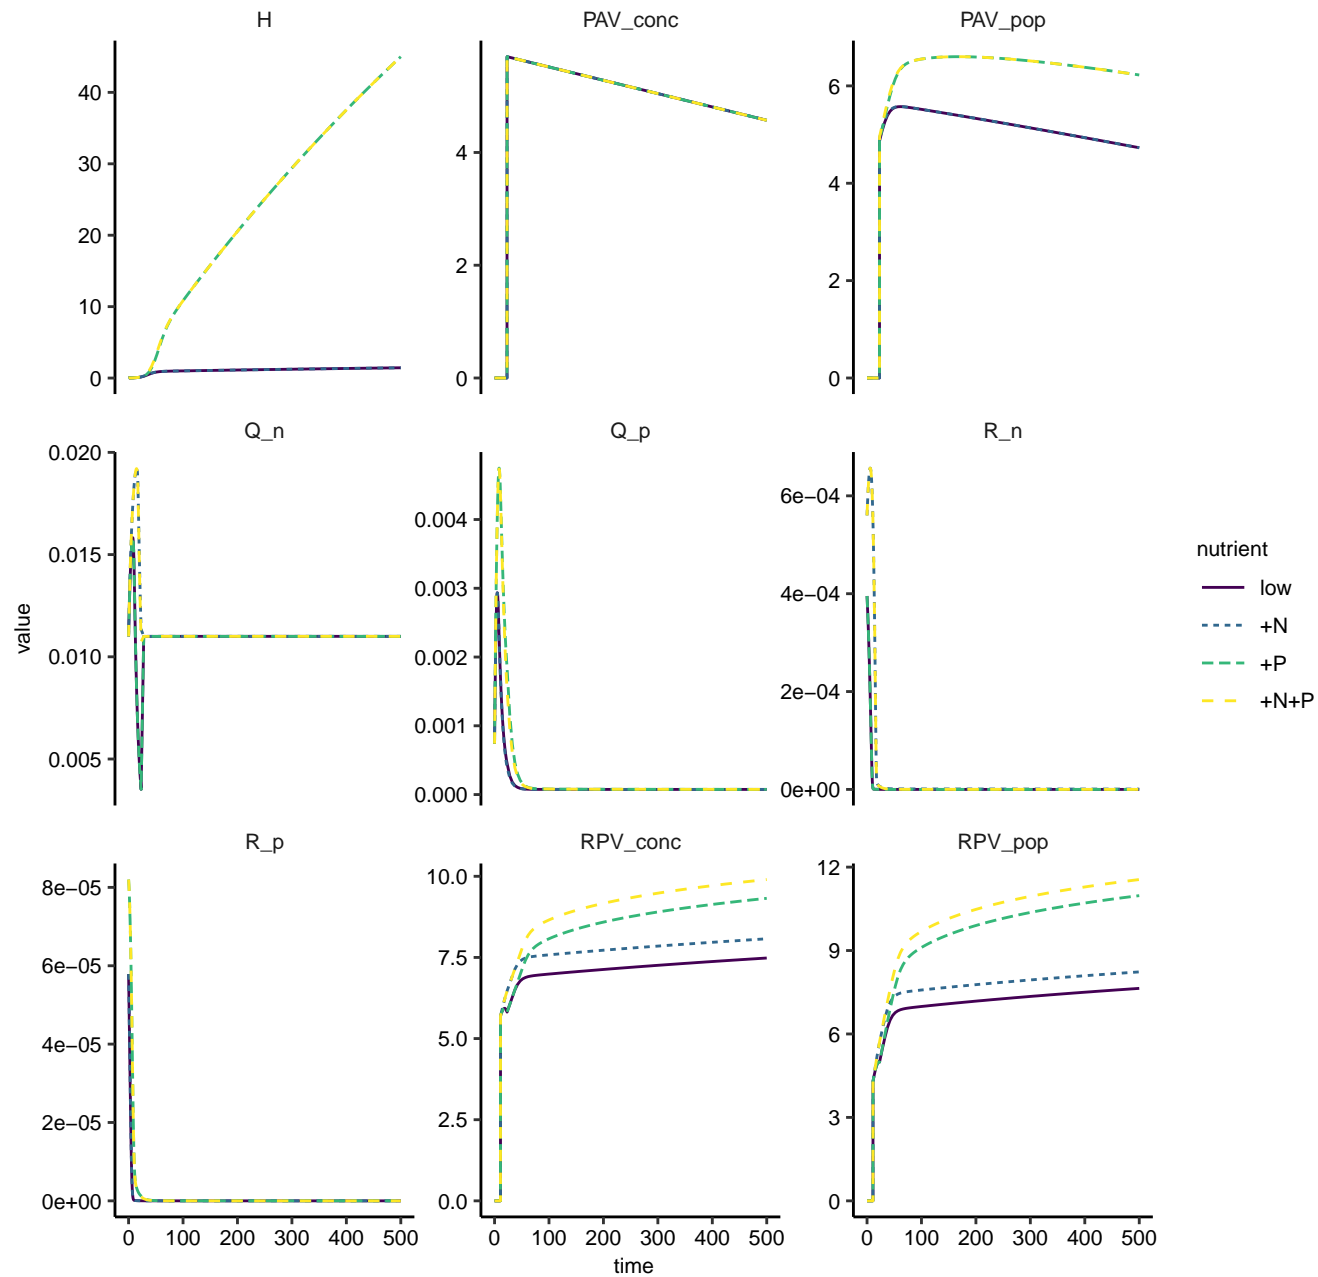 H
PAV_conc
PAV_pop
40
30
20
10
0
4
2
0
6
4
2
0
Q_n
Q_p
R_n
0.020
0.015
0.010
0.005
0.004
0.003
0.002
0.001
0.000
6e−04
4e−04
2e−04
0e+00
value
nutrient
low
+N
+P
+N+P
R_p
RPV_conc
RPV_pop
8e−05
6e−05
4e−05
2e−05
0e+00
10.0
7.5
5.0
2.5
0.0
12
9
6
3
0
0 100 200 300 400 500
0 100 200 300 400 500
0 100 200 300 400 500
time